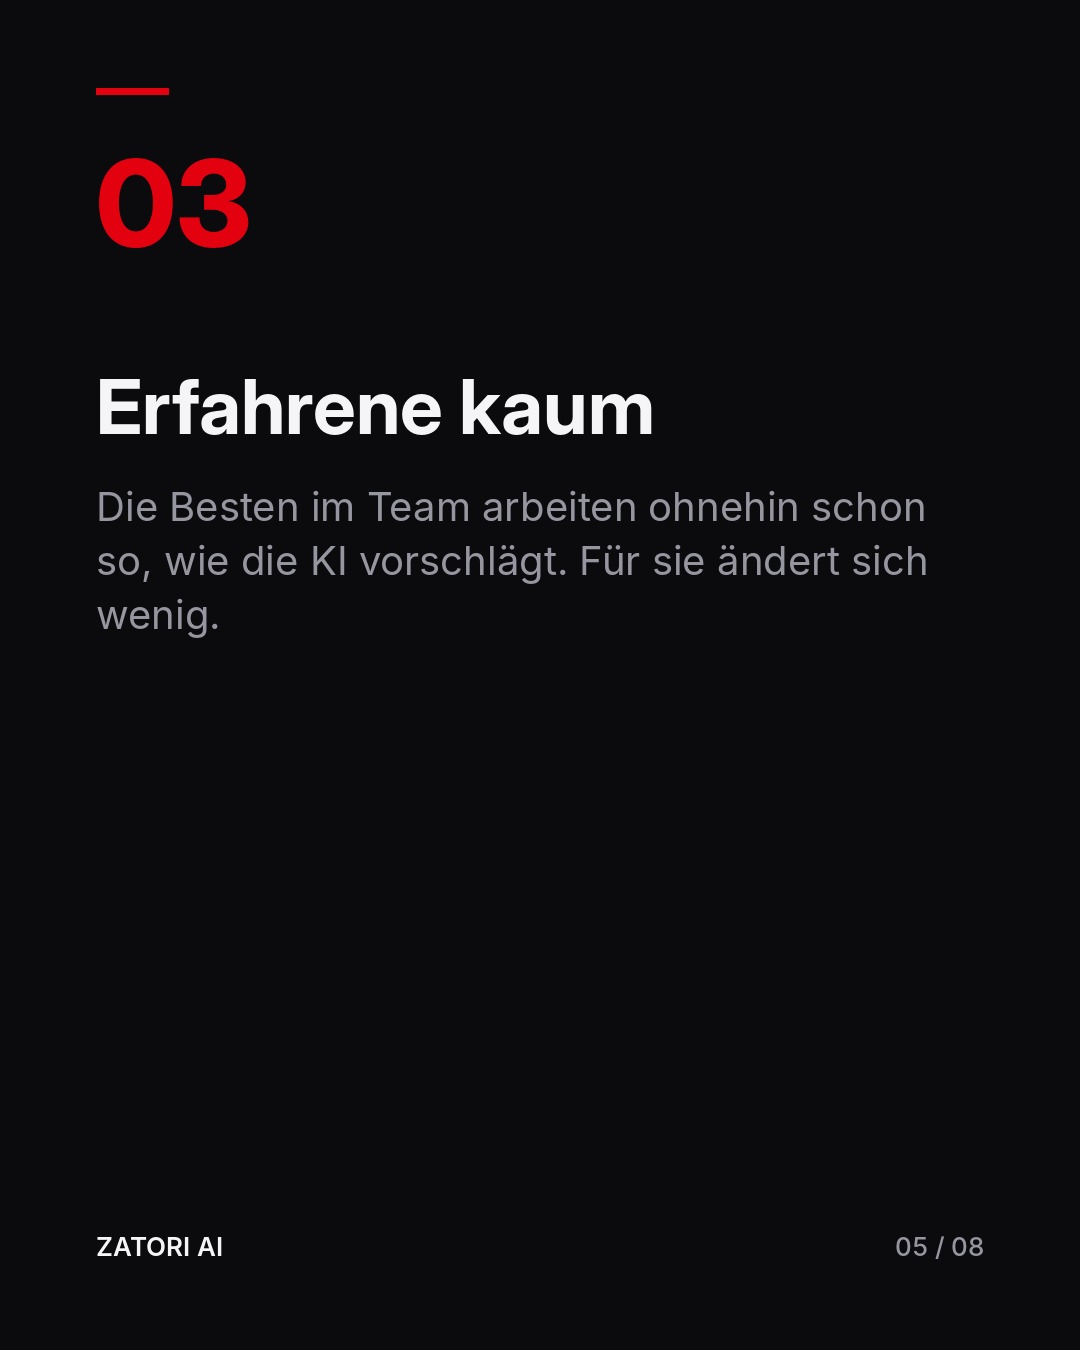 03
Erfahrene kaum
Die Besten im Team arbeiten ohnehin schon
so, wie die KI vorschlägt. Für sie ändert sich
wenig.
ZATORI AI
05 / 08